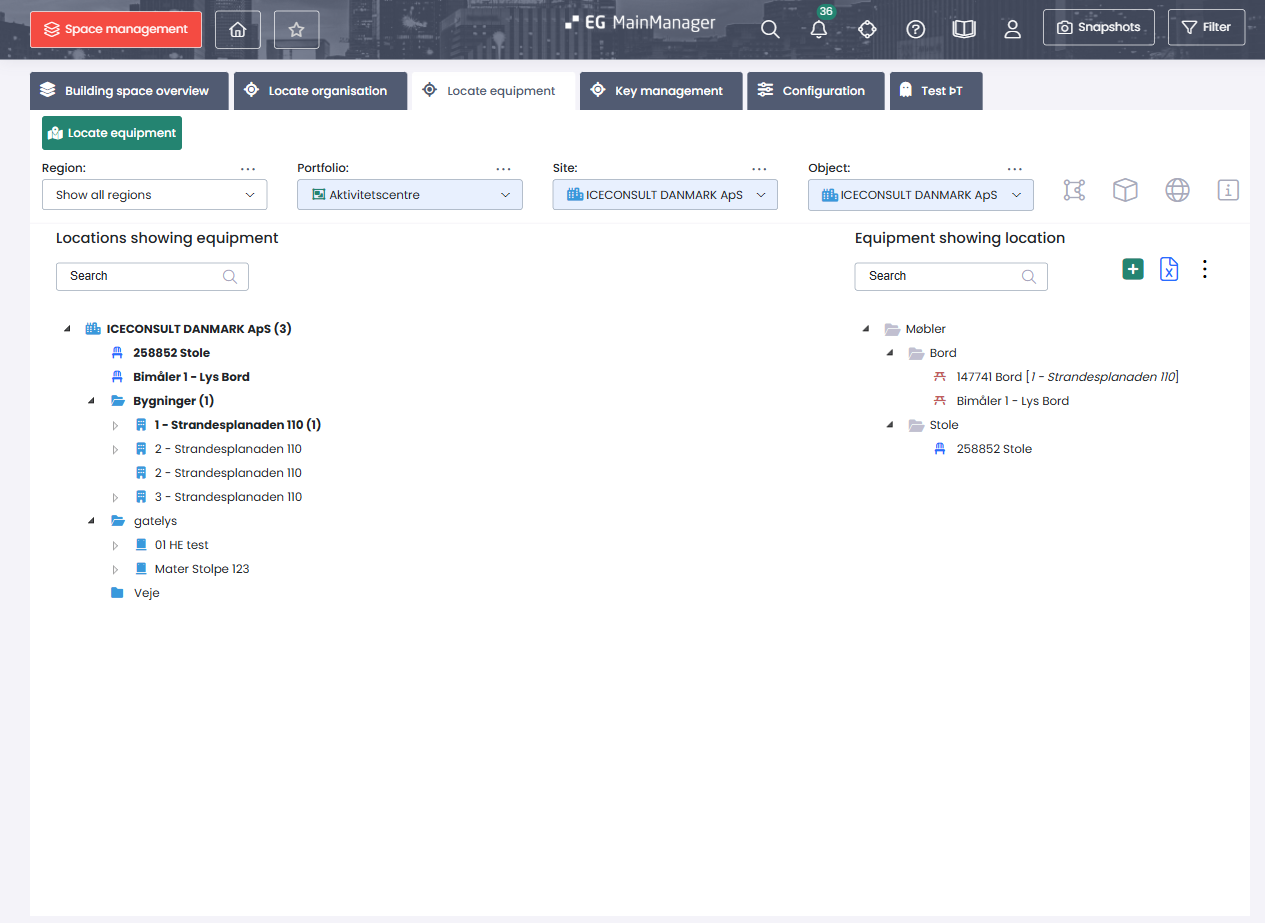 Space management
EG MainManager
36
Snapshots
Filter
Building space overview
Locate organisation
Locate equipment
Key management
Configuration
Test ÞT
Locate equipment
Region:
Portfolio:
Site:
Object:
Show all regions
Aktivitetscentre
ICECONSULT DANMARK ApS
ICECONSULT DANMARK ApS
Locations showing equipment
Search
ICECONSULT DANMARK ApS (3)
258852 Stole
Bimåler 1 - Lys Bord
Bygninger (1)
1 - Strandesplanaden 110 (1)
2 - Strandesplanaden 110
2 - Strandesplanaden 110
3 - Strandesplanaden 110
gatelys
01 HE test
Mater Stolpe 123
Veje
Equipment showing location
Search
Møbler
Bord
147741 Bord [1 - Strandesplanaden 110]
Bimåler 1 - Lys Bord
Stole
258852 Stole